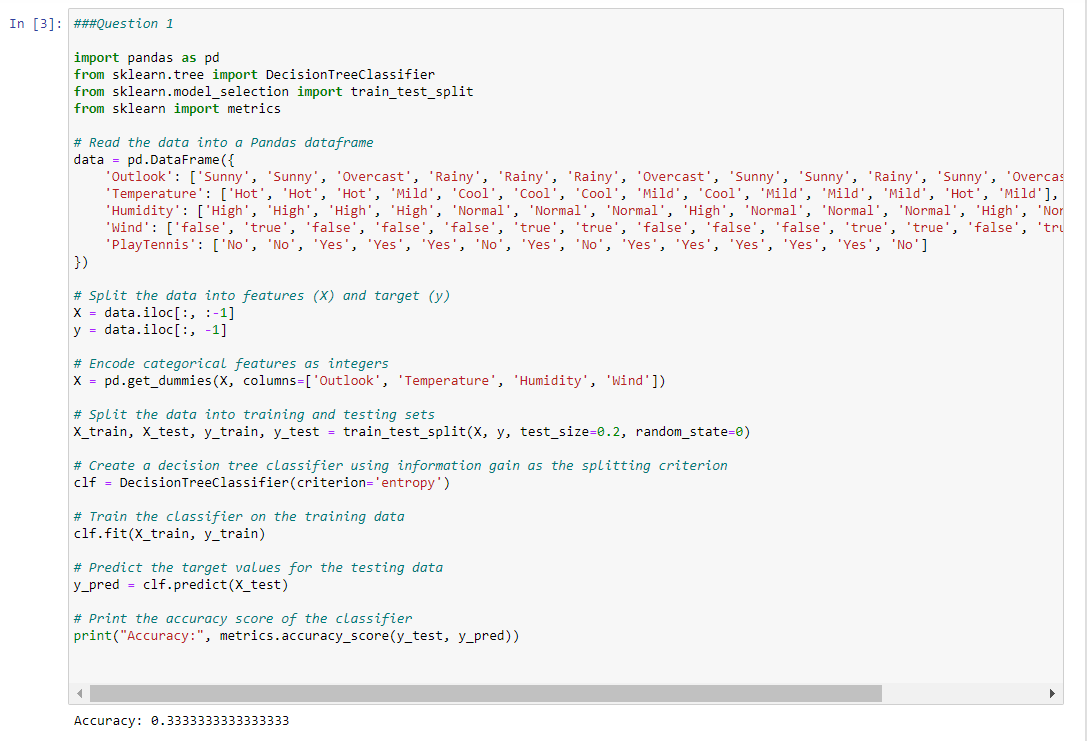 In [3]:
###Question 1
import pandas as pd
from sklearn.tree import DecisionTreeClassifier
from sklearn.model_selection import train_test_split
from sklearn import metrics
# Read the data into a Pandas dataframe
data = pd.DataFrame({
'Outlook': ['Sunny', 'Sunny', 'Overcast', 'Rainy', 'Rainy', 'Rainy', 'Overcast', 'Sunny', 'Sunny', 'Rainy', 'Sunny', 'Overcas
'Temperature': ['Hot', 'Hot', 'Hot', 'Mild', 'Cool', 'Cool', 'Cool', 'Mild', 'Cool', 'Mild', 'Mild', 'Mild', 'Hot', 'Mild'],
'Humidity': ['High', 'High', 'High', 'High', 'Normal', 'Normal', 'Normal', 'High', 'Normal', 'Normal', 'Normal', 'High', 'Nor
'Wind': ['false', 'true', 'false', 'false', 'false', 'true', 'true', 'false', 'false', 'false', 'true', 'true', 'false', 'tru
'PlayTennis': ['No', 'No', 'Yes', 'Yes', 'Yes', 'No', 'Yes', 'No', 'Yes', 'Yes', 'Yes', 'Yes', 'Yes', 'No']
})
# Split the data into features (X) and target (y)
X = data.iloc[:, :-1]
y = data.iloc[:, -1]
# Encode categorical features as integers
X = pd.get_dummies(X, columns=['Outlook', 'Temperature', 'Humidity', 'Wind'])
# Split the data into training and testing sets
X_train, X_test, y_train, y_test = train_test_split(X, y, test_size=0.2, random_state=0)
# Create a decision tree classifier using information gain as the splitting criterion
clf = DecisionTreeClassifier(criterion='entropy')
# Train the classifier on the training data
clf.fit(X_train, y_train)
# Predict the target values for the testing data
y_pred = clf.predict(X_test)
# Print the accuracy score of the classifier
print("Accuracy:", metrics.accuracy_score(y_test, y_pred))
Accuracy: 0.3333333333333333